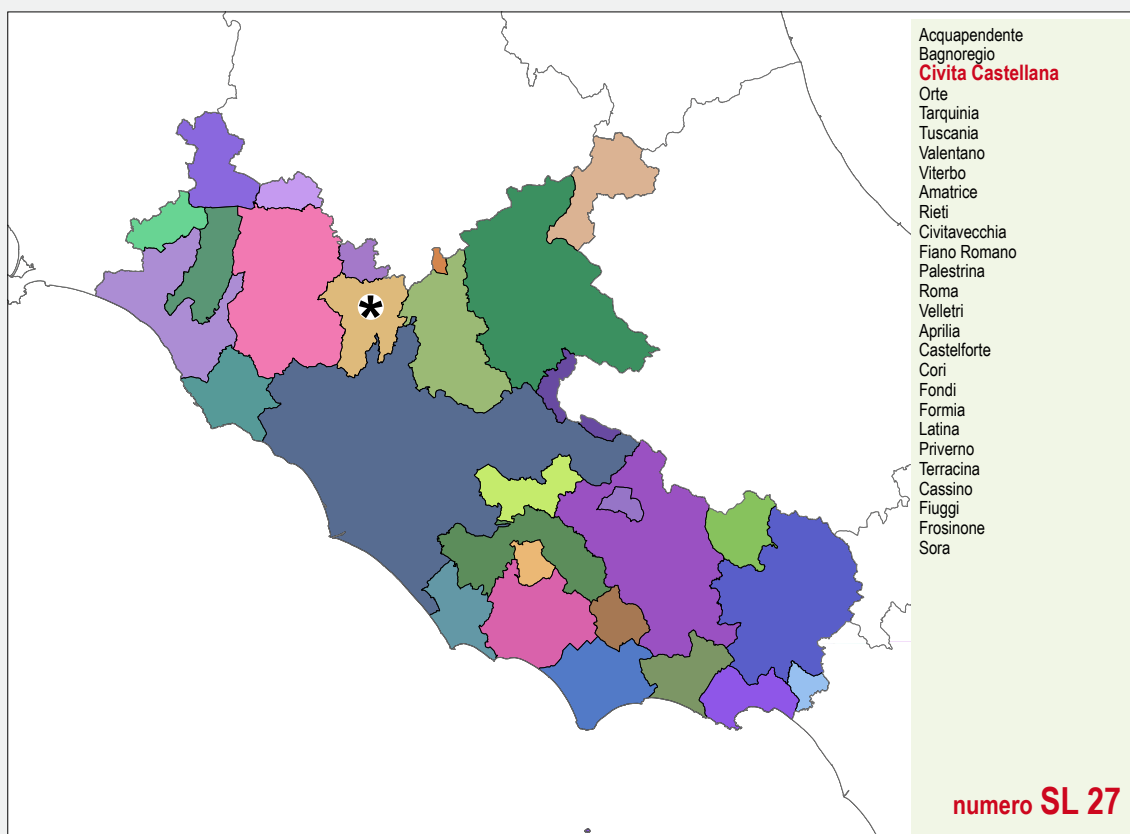 Acquapendente
Bagnoregio
Civita Castellana
Orte
Tarquinia
Tuscania
Valentano
Viterbo
Amatrice
Rieti
Civitavecchia
Fiano Romano
Palestrina
Roma
Velletri
Aprilia
Castelforte
Cori
Fondi
Formia
Latina
Priverno
Terracina
Cassino
Fiuggi
Frosinone
Sora
*
numero SL 27